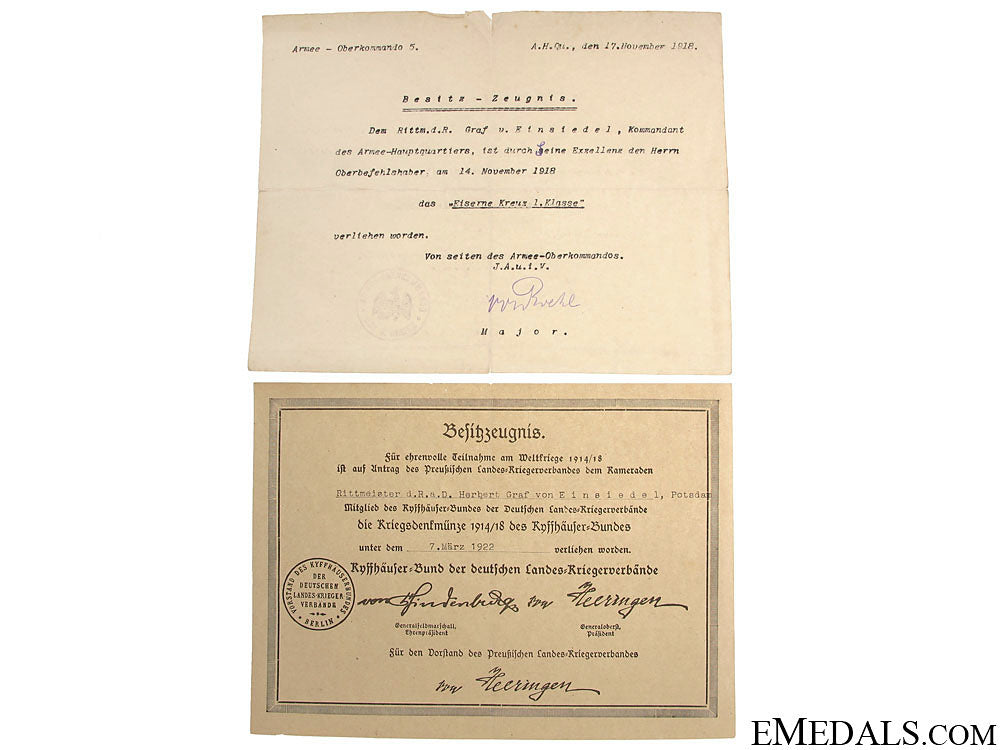 Armee - Oberkommando 5.
A.H.Qu., den 17.November 1918.
Besitz - Zeugnis.
Dem Rittm.d.R. Graf v. Einsiedel, Kommandant
des Armee-Hauptquartiers, ist durch Seine Exzellenz den Herrn
Oberbefehlshaber am 14. November 1918
das „Eiserne Kreuz 1.Klasse"
verliehen worden.
Von seiten des Armee-Oberkommandos.
J.A.u.i.V.
Major.
Besitzeugnis.
Für ehrenvolle Teilnahme am Weltkriege 1914/18
ist auf Antrag des Preußischen Landes-Kriegerverbandes dem Kameraden
Rittmeister d.R.a.D. Herbert Graf von Einsiedel, Potsdam
Mitglied des Kyffhäuser-Bundes der Deutschen Landes-Kriegerverbände
die Kriegsdenkmünze 1914/18 des Kyffhäuser-Bundes
unter dem 7.März 1922 verliehen worden.
Kyffhäuser-Bund der deutschen Landes-Kriegerverbände
VORSTAND DES KYFFHÄUSERBUNDES
DER
DEUTSCHEN
LANDES-KRIEGER
VERBÄNDE
BERLIN
von Hindenburg von Heeringen
Generalfeldmarschall, Generaloberst,
Ehrenpräsident Präsident
Für den Vorstand des Preußischen Landes-Kriegerverbandes
von Heeringen
EMEDALS.COM